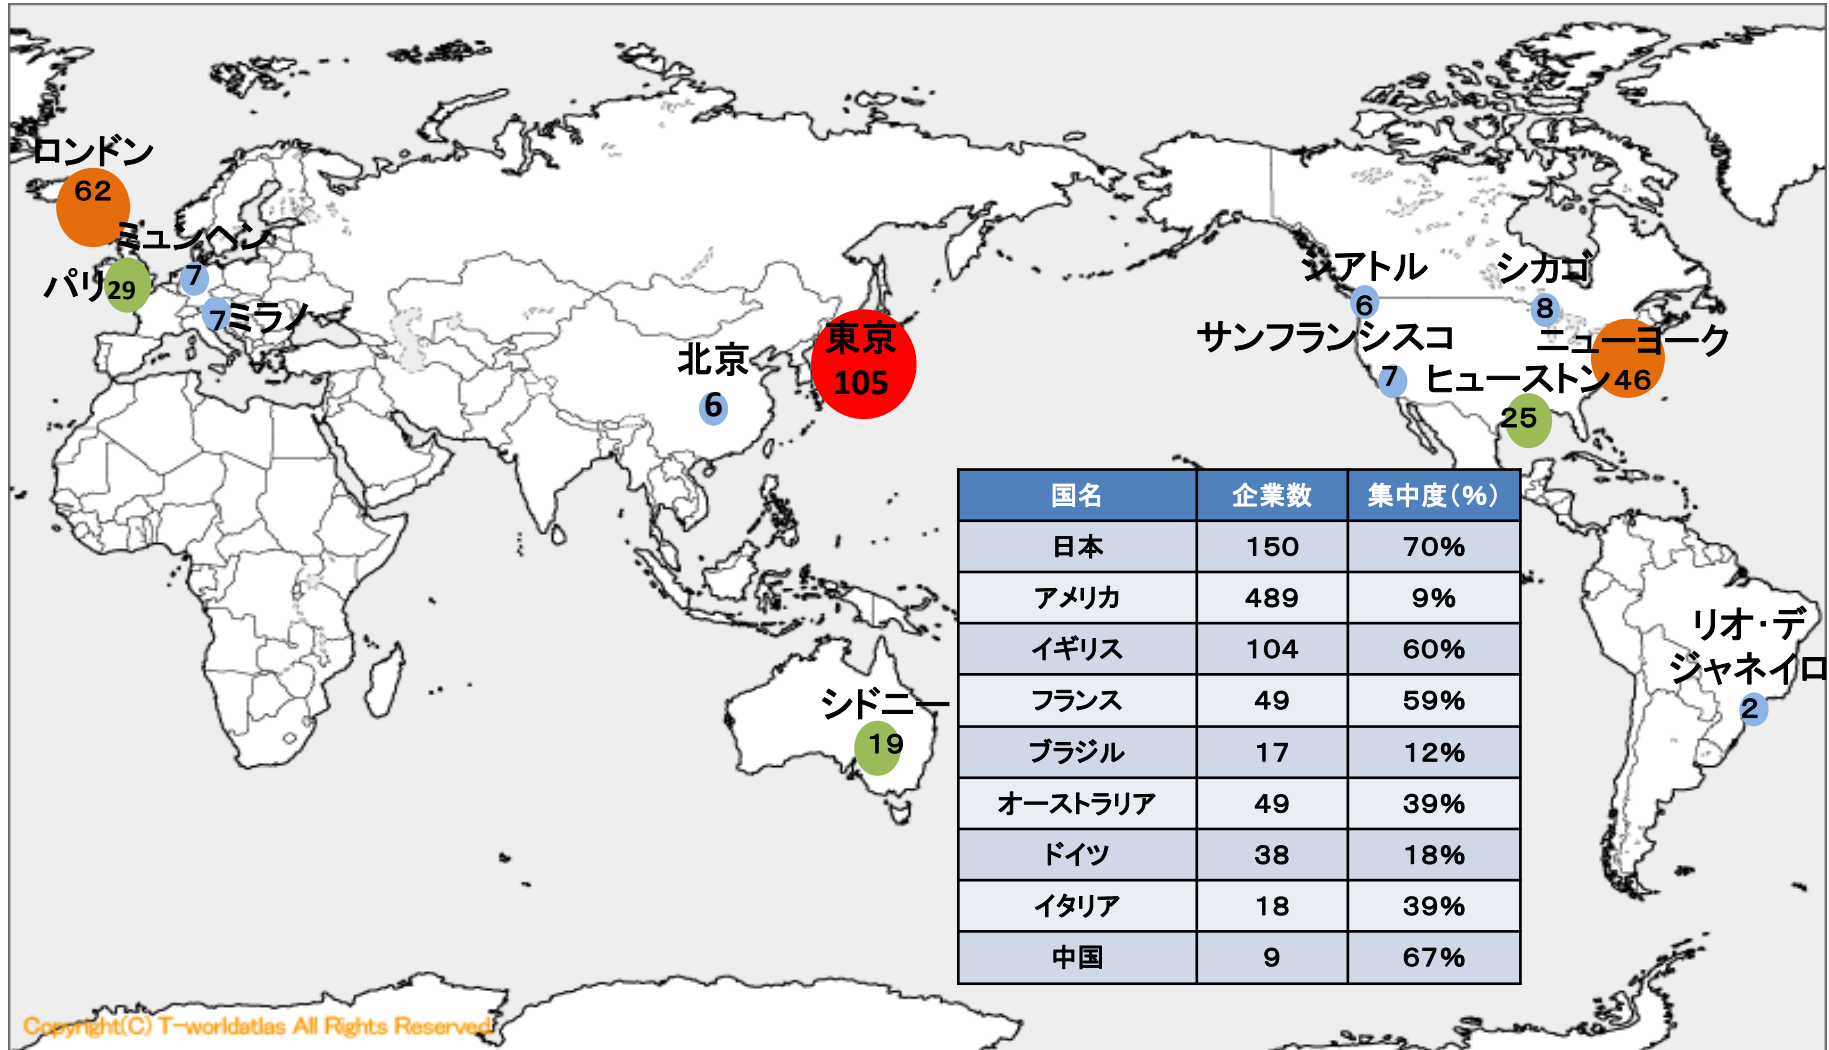 ロンドン
62
ミュンヘン
7
パリ
29
7
ミラノ
北京
6
東京
105
シアトル
6
シカゴ
8
サンフランシスコ
7
ニューヨーク
46
ヒューストン
25
シドニー
19
リオ・デ
ジャネイロ
2
国名 企業数 集中度(%)
日本 150 70%
アメリカ 489 9%
イギリス 104 60%
フランス 49 59%
ブラジル 17 12%
オーストラリア 49 39%
ドイツ 38 18%
イタリア 18 39%
中国 9 67%
Copyright(C) T-worldatlas All Rights Reserved